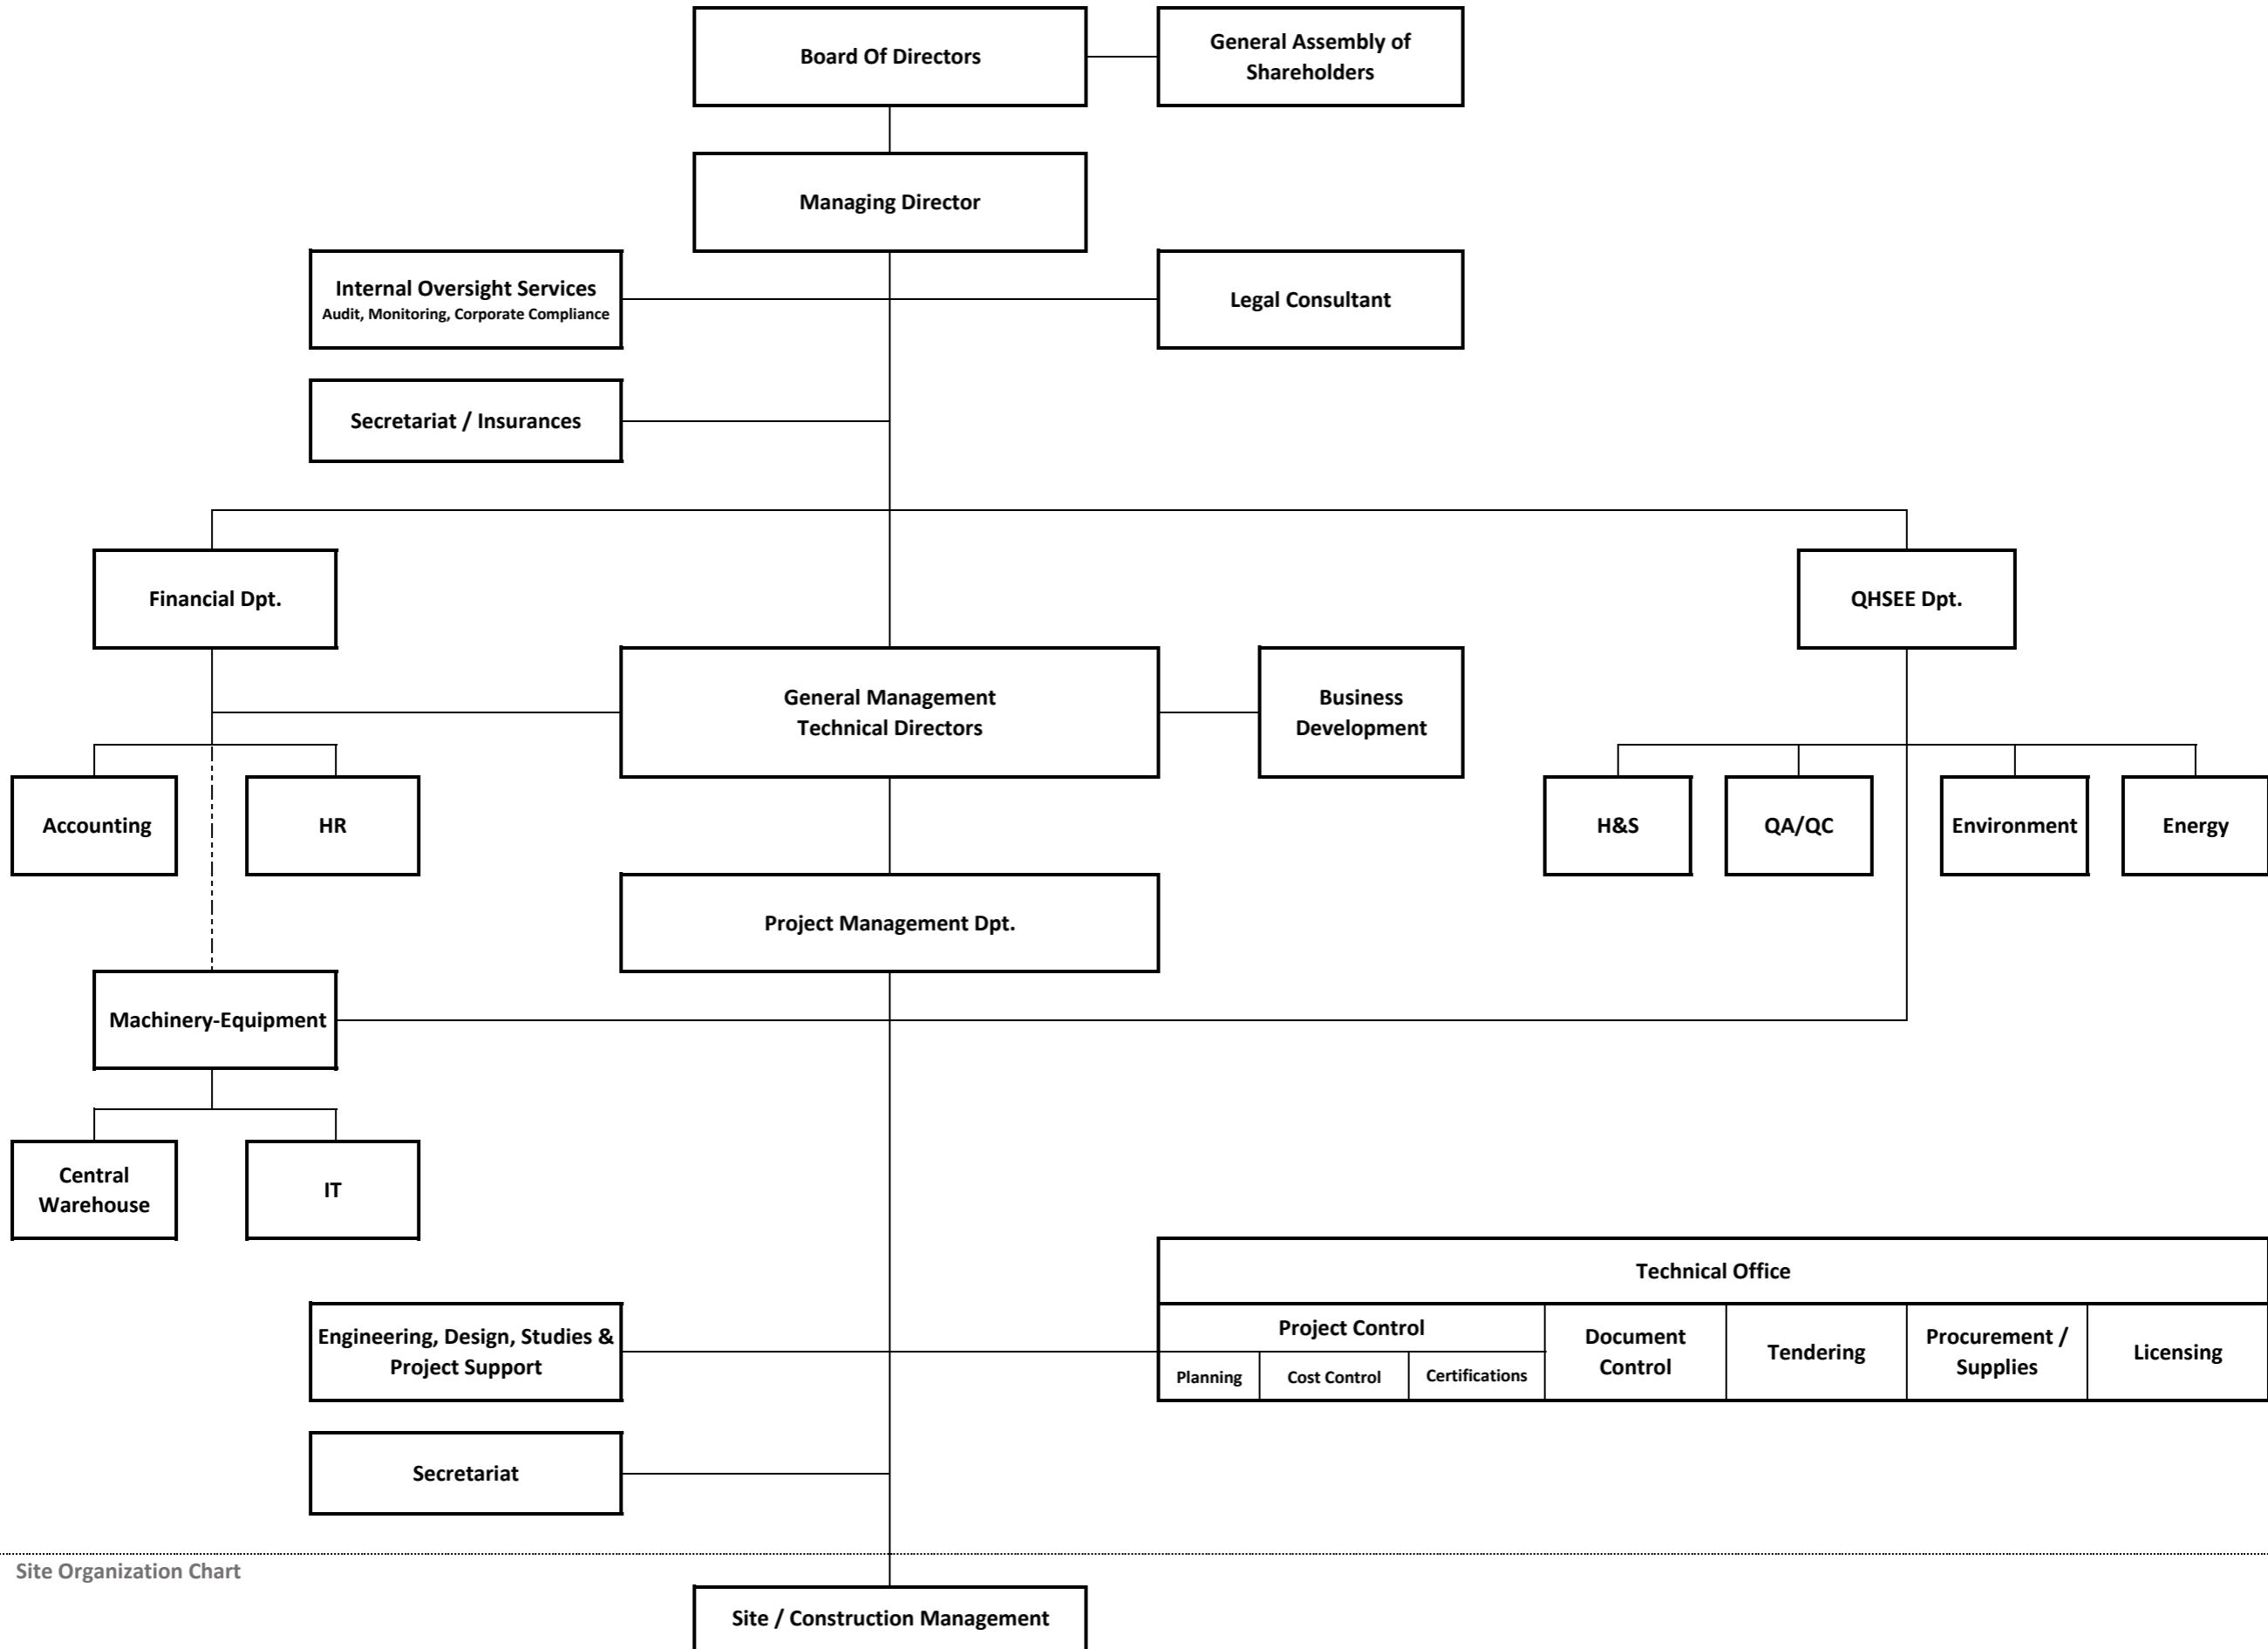 Board Of Directors
General Assembly of
Shareholders
Managing Director
Internal Oversight Services
Audit, Monitoring, Corporate Compliance
Legal Consultant
Secretariat / Insurances
Financial Dpt.
QHSEE Dpt.
General Management
Technical Directors
Business
Development
Accounting
HR
H&S
QA/QC
Environment
Energy
Project Management Dpt.
Machinery-Equipment
Central
Warehouse
IT
Technical Office
Engineering, Design, Studies &
Project Support
Project Control
Planning
Cost Control
Certifications
Document
Control
Tendering
Procurement /
Supplies
Licensing
Secretariat
Site Organization Chart
Site / Construction Management